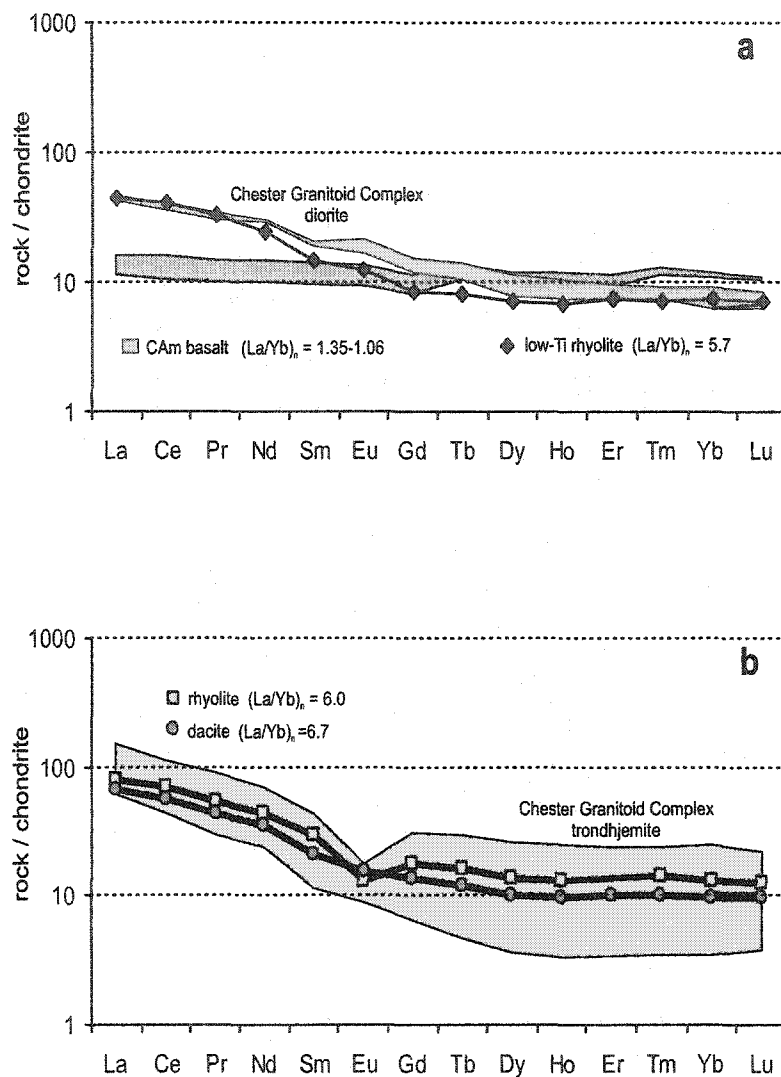 a
1000
100
10
1
rock / chondrite
Chester Granitoid Complex
diorite
CAm basalt (La/Yb)n = 1.35-1.06
low-Ti rhyolite (La/Yb)n = 5.7
La Ce Pr Nd Sm Eu Gd Tb Dy Ho Er Tm Yb Lu
b
1000
100
10
1
rock / chondrite
rhyolite (La/Yb)n = 6.0
dacite (La/Yb)n =6.7
Chester Granitoid Complex
trondhjemite
La Ce Pr Nd Sm Eu Gd Tb Dy Ho Er Tm Yb Lu